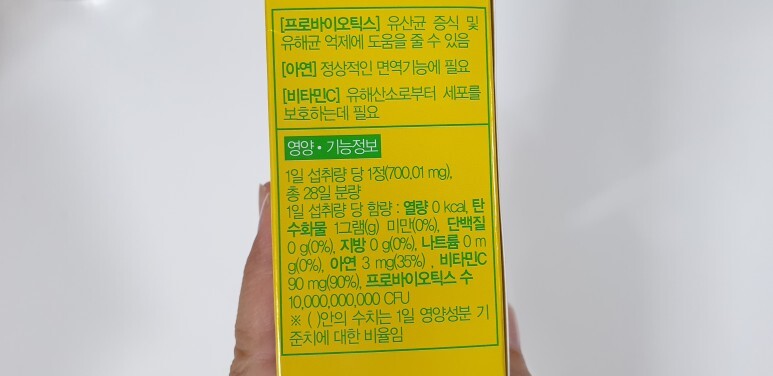 [프로바이오틱스] 유산균 증식 및
유해균 억제에 도움을 줄 수 있음
[아연] 정상적인 면역기능에 필요
[비타민C] 유해산소로부터 세포를
보호하는데 필요
영양・기능정보
1일 섭취량 당 1정(700.01 mg),
총 28일 분량
1일 섭취량 당 함량 : 열량 0 kcal, 탄
수화물 1그램(g) 미만(0%), 단백질
0 g(0%), 지방 0 g(0%), 나트륨 0 m
g(0%), 아연 3 mg(35%) , 비타민C
90 mg(90%), 프로바이오틱스 수
10,000,000,000 CFU
※ ( )안의 수치는 1일 영양성분 기
준치에 대한 비율임